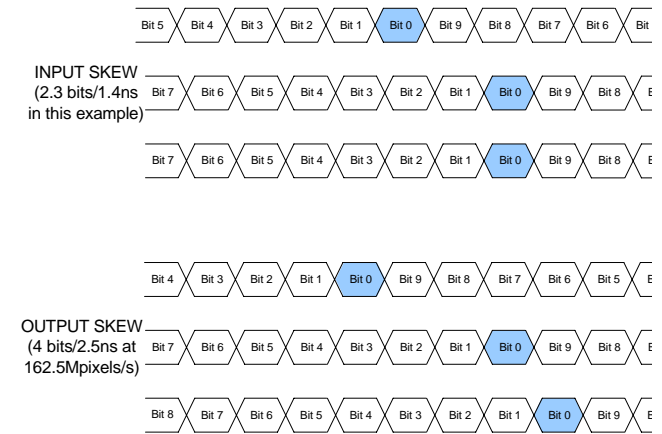 Bit 5 Bit 4 Bit 3 Bit 2 Bit 1 Bit 0 Bit 9 Bit 8 Bit 7 Bit 6 Bit
INPUT SKEW
(2.3 bits/1.4ns
in this example)
Bit 7 Bit 6 Bit 5 Bit 4 Bit 3 Bit 2 Bit 1 Bit 0 Bit 9 Bit 8
Bit 7 Bit 6 Bit 5 Bit 4 Bit 3 Bit 2 Bit 1 Bit 0 Bit 9 Bit 8
Bit 4 Bit 3 Bit 2 Bit 1 Bit 0 Bit 9 Bit 8 Bit 7 Bit 6 Bit 5
OUTPUT SKEW
(4 bits/2.5ns at
162.5Mpixels/s)
Bit 7 Bit 6 Bit 5 Bit 4 Bit 3 Bit 2 Bit 1 Bit 0 Bit 9 Bit 8
Bit 8 Bit 7 Bit 6 Bit 5 Bit 4 Bit 3 Bit 2 Bit 1 Bit 0 Bit 9